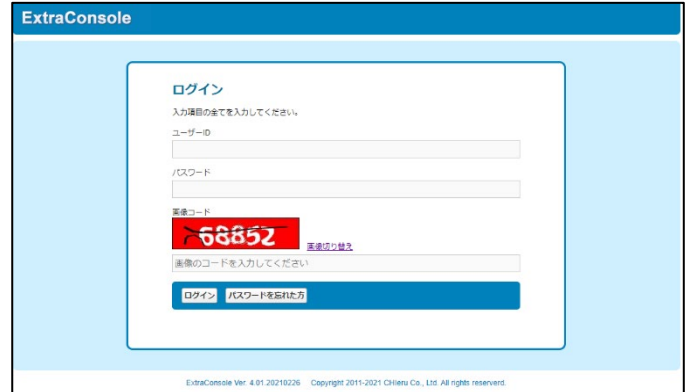 ExtraConsole
ログイン
入力項目の全てを入力してください。
ユーザーID
パスワード
画像コード
68852
画像切り替え
画像のコードを入力してください
ログイン パスワードを忘れた方
ExtraConsole Ver. 4.01.20210226 Copyright 2011-2021 CHIeru Co., Ltd. All rights reserverd.